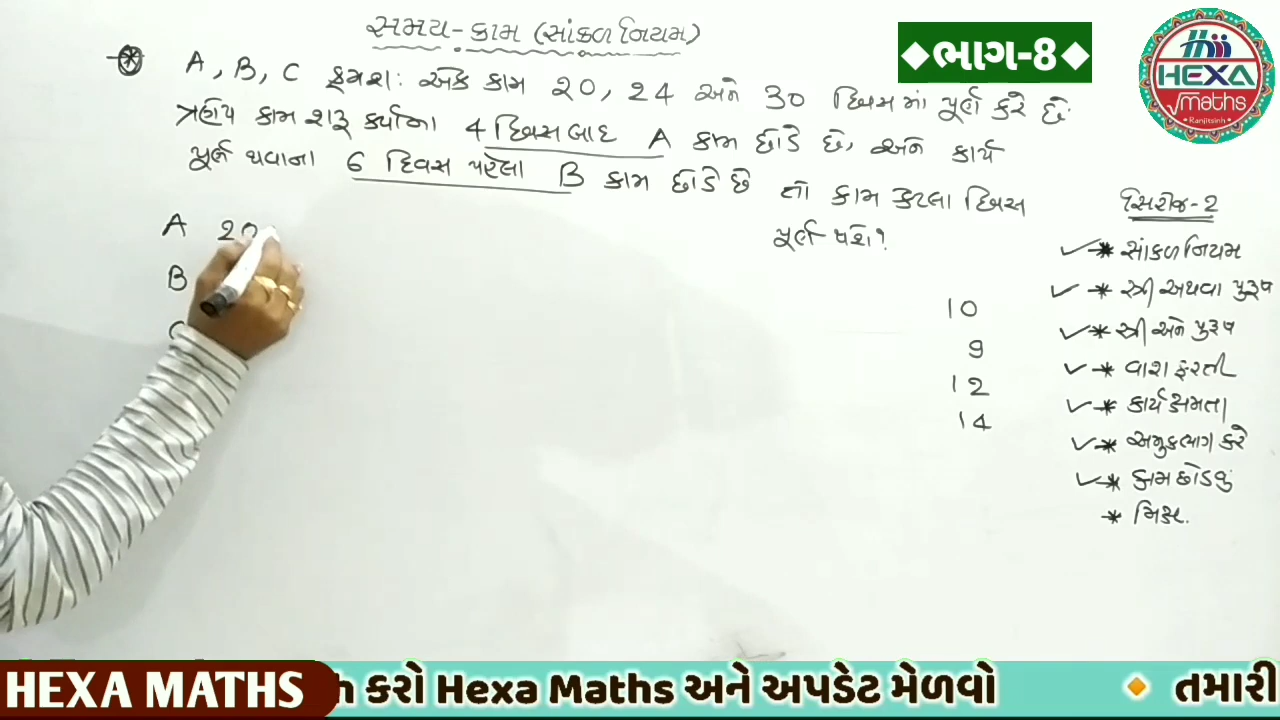 સમય-કામ (સાંકળ નિયમ)
A, B, C ક્રમશઃ એક કામ 20, 24 અને 30 દિવસમાં પૂર્ણ કરે છે.
ત્રણેય કામ શરૂ કર્યાના 4 દિવસ બાદ A કામ છોડે છે, અને કાર્ય
પૂર્ણ થવાના 6 દિવસ પહેલા B કામ છોડે છે તો કામ કેટલા દિવસ
પૂર્ણ થશે?
A 20
B
C
10
9
12
14
◆ભાગ-8◆
HEXA
√maths
Ranjitsinh
સિરીઝ-2
✓* સાંકળ નિયમ
✓* સ્ત્રી અથવા પુરૂષ
✓* સ્ત્રી અને પુરૂષ
✓* વારા ફરતી
✓* કાર્યક્ષમતા
✓* અમુકભાગ કરે
✓* કામ છોડવું
* મિક્ષ.
HEXA MATHS
h કરો Hexa Maths અને અપડેટ મેળવો 🔸 તમારી